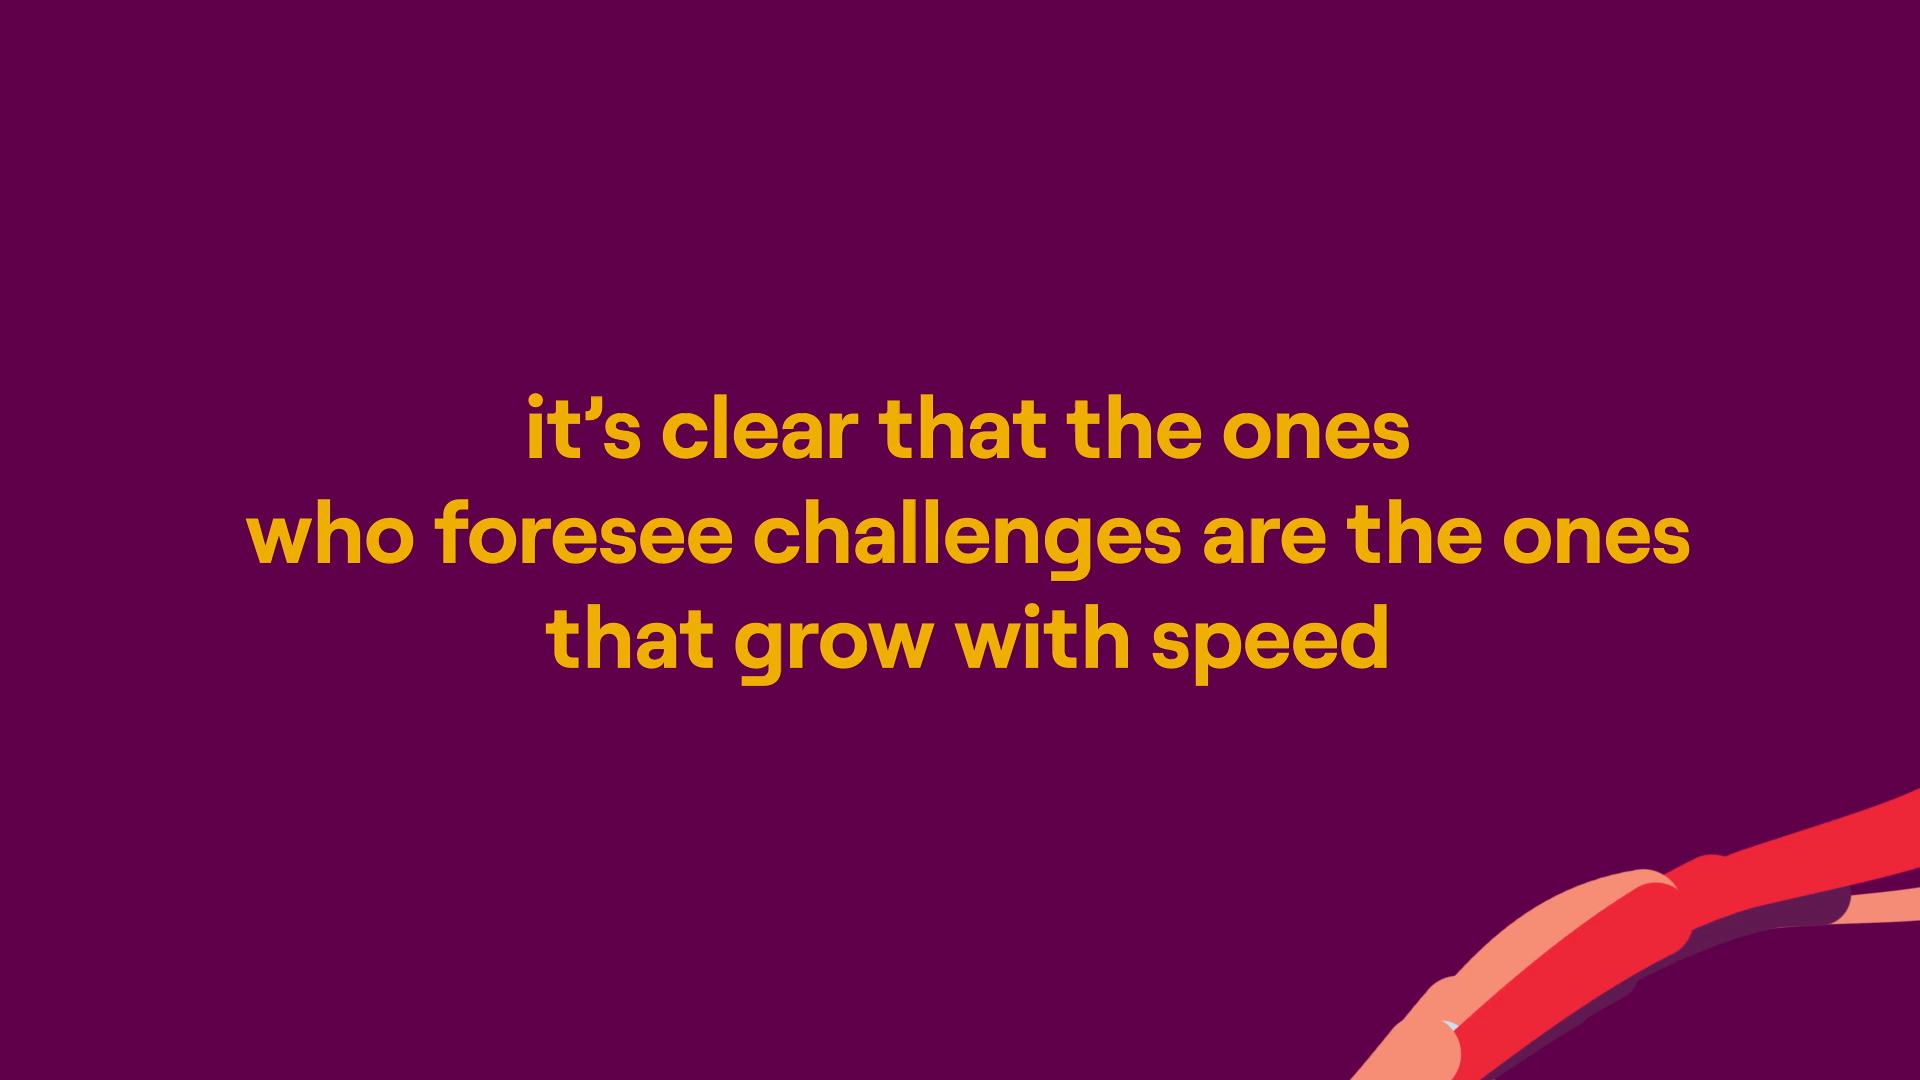 it’s clear that the ones
who foresee challenges are the ones
that grow with speed